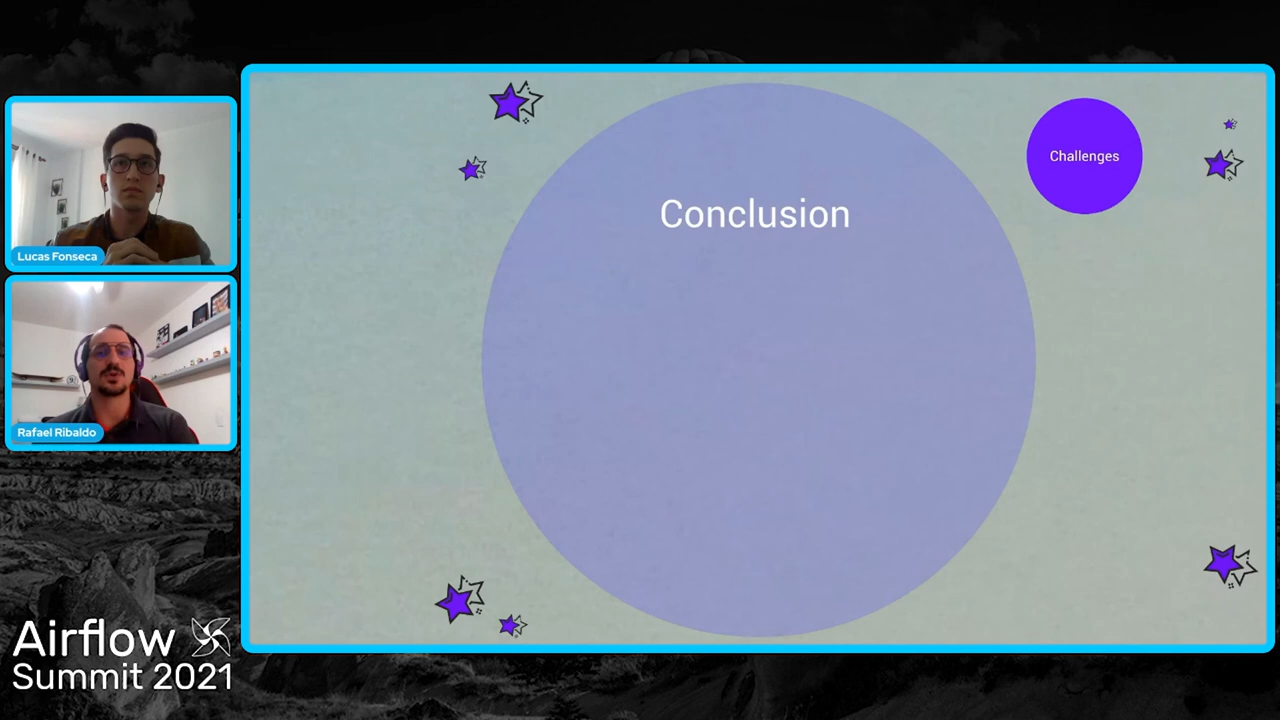 Lucas Fonseca
Rafael Ribaldo
Conclusion
Challenges
Airflow
Summit 2021